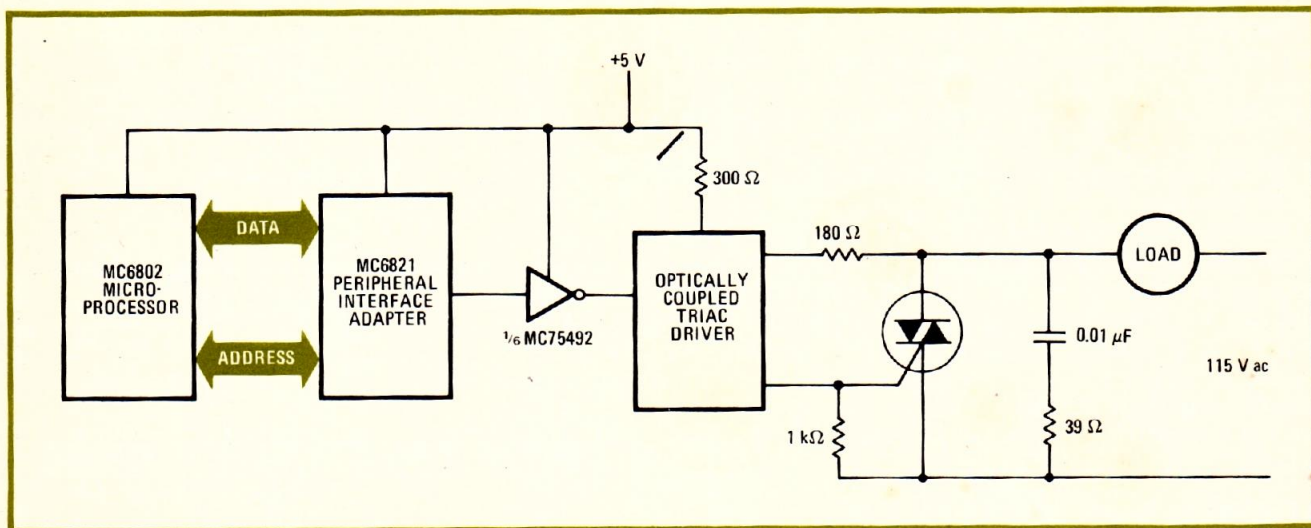 +5 V
300 Ω
MC6802
MICRO-
PROCESSOR
DATA
ADDRESS
MC6821
PERIPHERAL
INTERFACE
ADAPTER
1/6 MC75492
OPTICALLY
COUPLED
TRIAC
DRIVER
180 Ω
1 kΩ
0.01 μF
39 Ω
LOAD
115 V ac